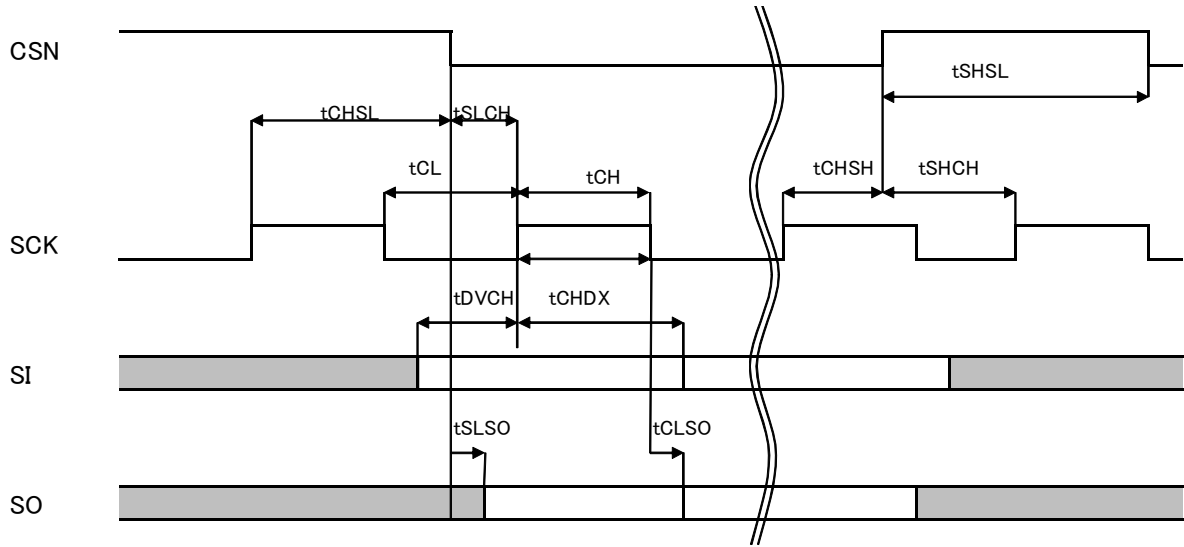 CSN
tSHSL
tCHSL
tSLCH
tCL
tCH
tCHSH
tSHCH
SCK
tDVCH
tCHDX
SI
tSLSO
tCLSO
SO